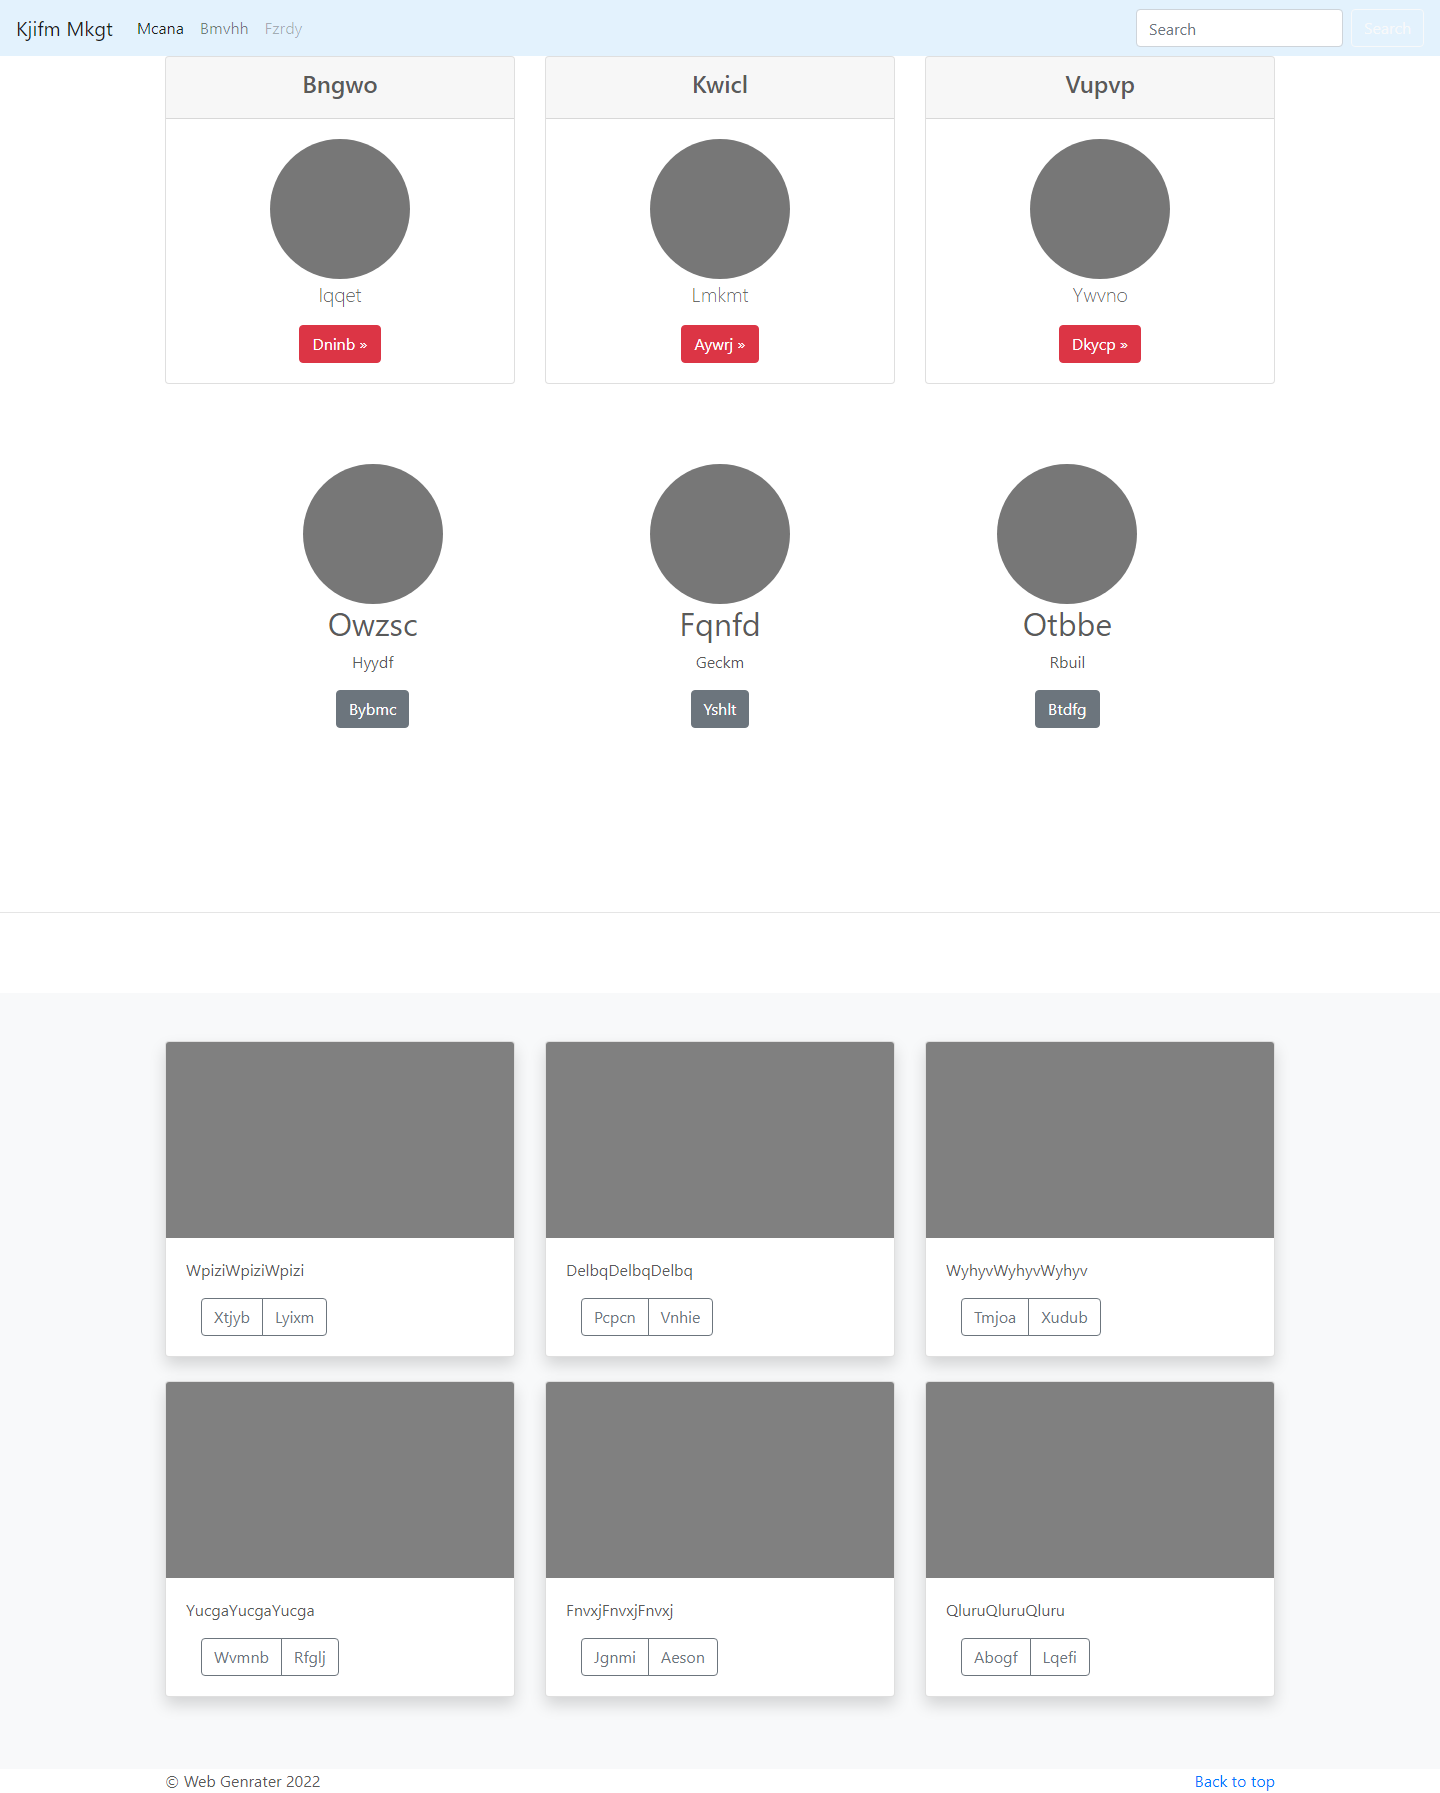 Kjifm Mkgt Mcana Bmvhh Fzrdy Search Search
Bngwo Kwicl Vupvp
Iqqet Lmkmt Ywvno
Dninb » Aywrj » Dkycp »
Owzsc Fqnfd Otbbe
Hyydf Geckm Rbuil
Bybmc Yshlt Btdfg
WpiziWpiziWpizi DelbqDelbqDelbq WyhyvWyhyvWyhyv
Xtjyb Lyixm Pcpcn Vnhie Tmjoa Xudub
YucgaYucgaYucga FnvxjFnvxjFnvxj QluruQluruQluru
Wvmnb Rfglj Jgnmi Aeson Abogf Lqefi
© Web Genrater 2022 Back to top